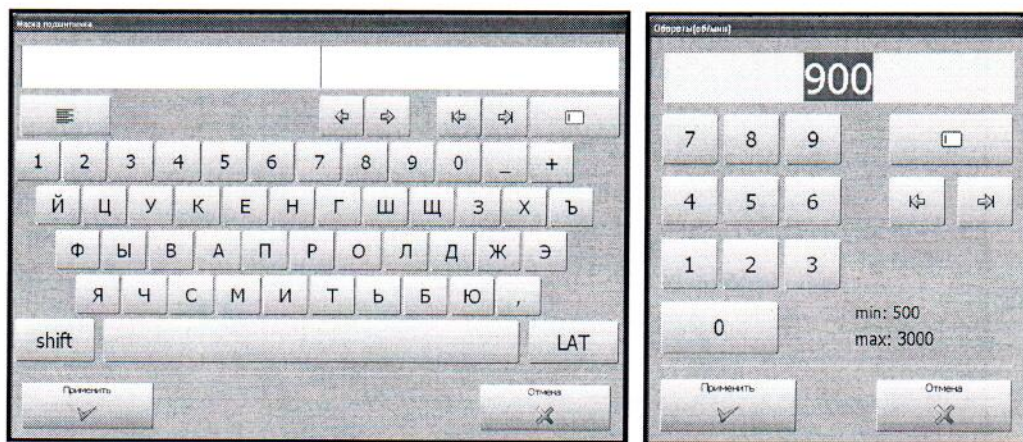 Маска подшипника
1 2 3 4 5 6 7 8 9 0 _ +
Й Ц У К Е Н Г Ш Щ З Х Ъ
Ф Ы В А П Р О Л Д Ж Э
Я Ч С М И Т Ь Б Ю ,
shift LAT
Применить Отмена
Обороты(об/мин)
900
7 8 9
4 5 6
1 2 3
0
min: 500
max: 3000
Применить Отмена